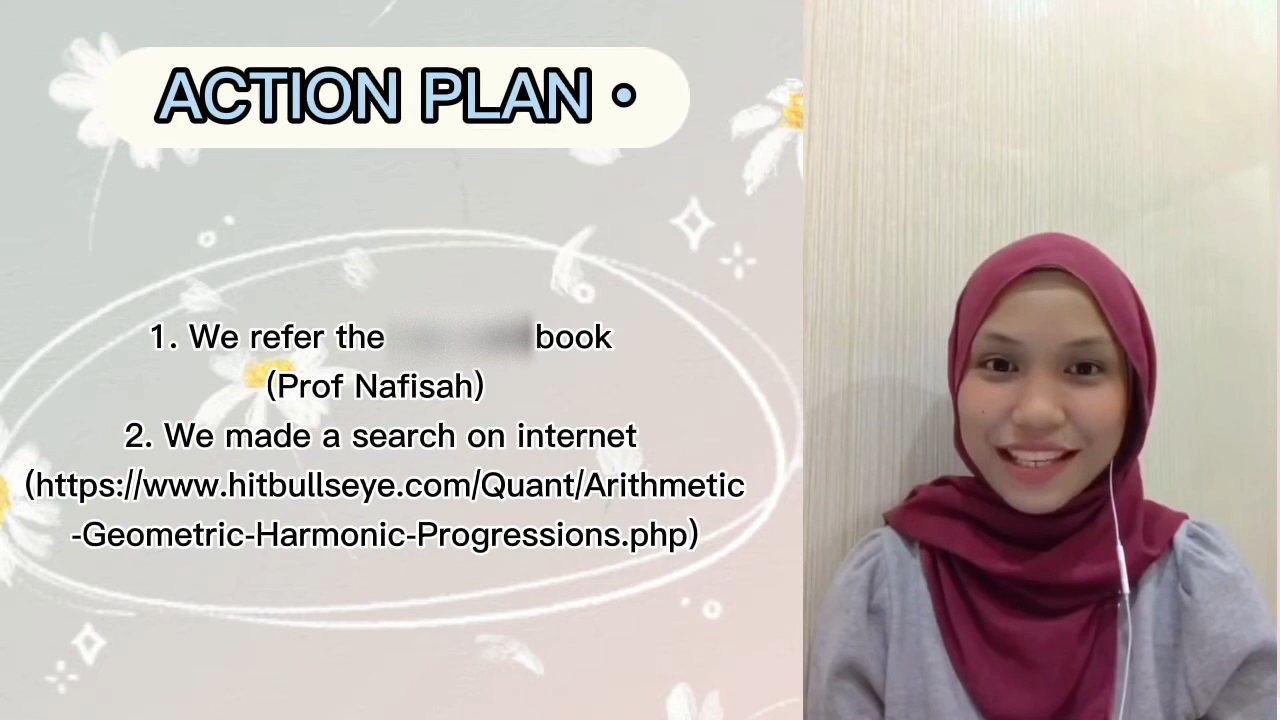 ACTION PLAN •
1. We refer the book
(Prof Nafisah)
2. We made a search on internet
(https://www.hitbullseye.com/Quant/Arithmetic
-Geometric-Harmonic-Progressions.php)